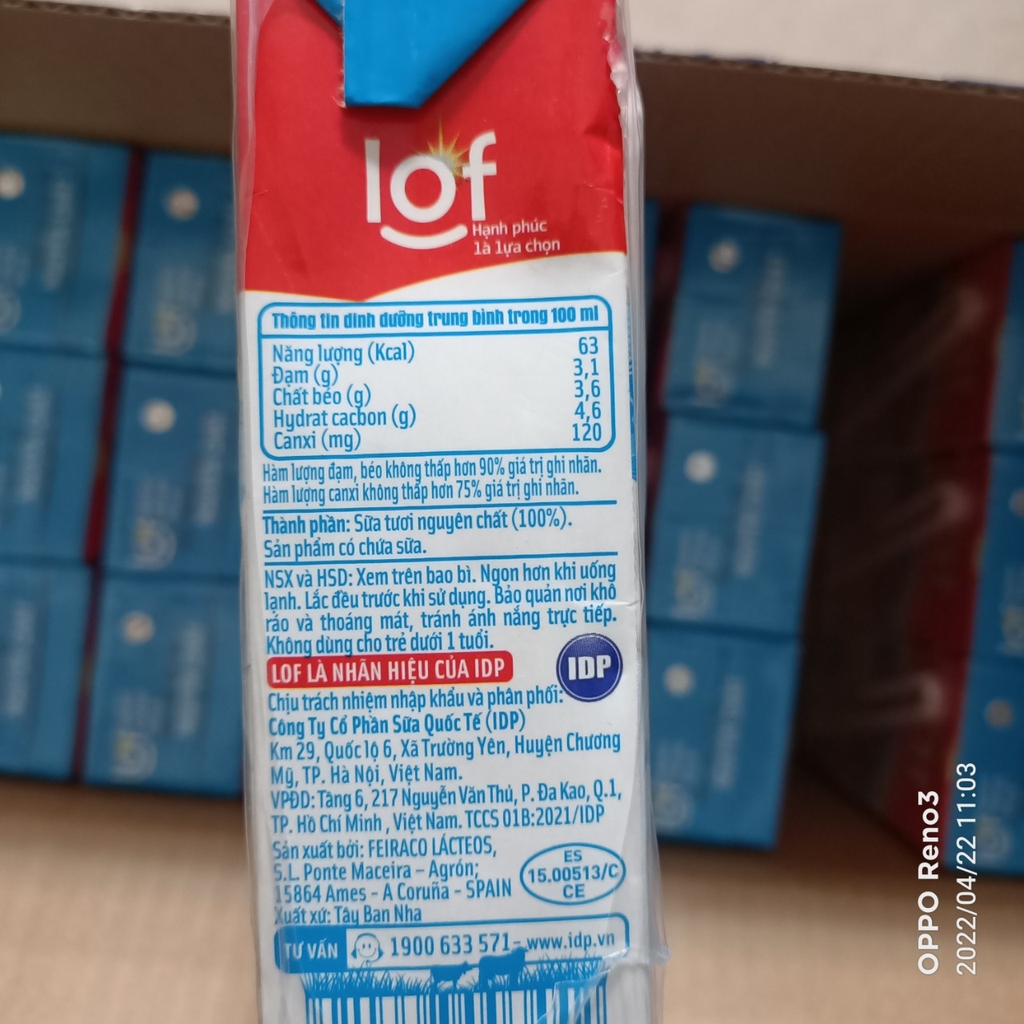 lof
Hạnh phúc
là lựa chọn
Thông tin dinh dưỡng trung bình trong 100 ml
Năng lượng (Kcal) 63
Đạm (g) 3,1
Chất béo (g) 3,6
Hydrat cacbon (g) 4,6
Canxi (mg) 120
Hàm lượng đạm, béo không thấp hơn 90% giá trị ghi nhãn.
Hàm lượng canxi không thấp hơn 75% giá trị ghi nhãn.
Thành phần: Sữa tươi nguyên chất (100%).
Sản phẩm có chứa sữa.
NSX và HSD: Xem trên bao bì. Ngon hơn khi uống
lạnh. Lắc đều trước khi sử dụng. Bảo quản nơi khô
ráo và thoáng mát, tránh ánh nắng trực tiếp.
Không dùng cho trẻ dưới 1 tuổi.
LOF LÀ NHÃN HIỆU CỦA IDP
IDP
Chịu trách nhiệm nhập khẩu và phân phối:
Công Ty Cổ Phần Sữa Quốc Tế (IDP)
Km 29, Quốc lộ 6, Xã Trường Yên, Huyện Chương
Mỹ, TP. Hà Nội, Việt Nam.
VPĐD: Tầng 6, 217 Nguyễn Văn Thủ, P. Đa Kao, Q.1,
TP. Hồ Chí Minh, Việt Nam. TCCS 01B:2021/IDP
Sản xuất bởi: FEIRACO LÁCTEOS,
S.L. Ponte Maceira – Agrón;
15864 Ames - A Coruña - SPAIN
Xuất xứ: Tây Ban Nha
ES
15.00513/C
CE
TƯ VẤN 1900 633 571 - www.idp.vn
OPPO Reno3
2022/04/22 11:03